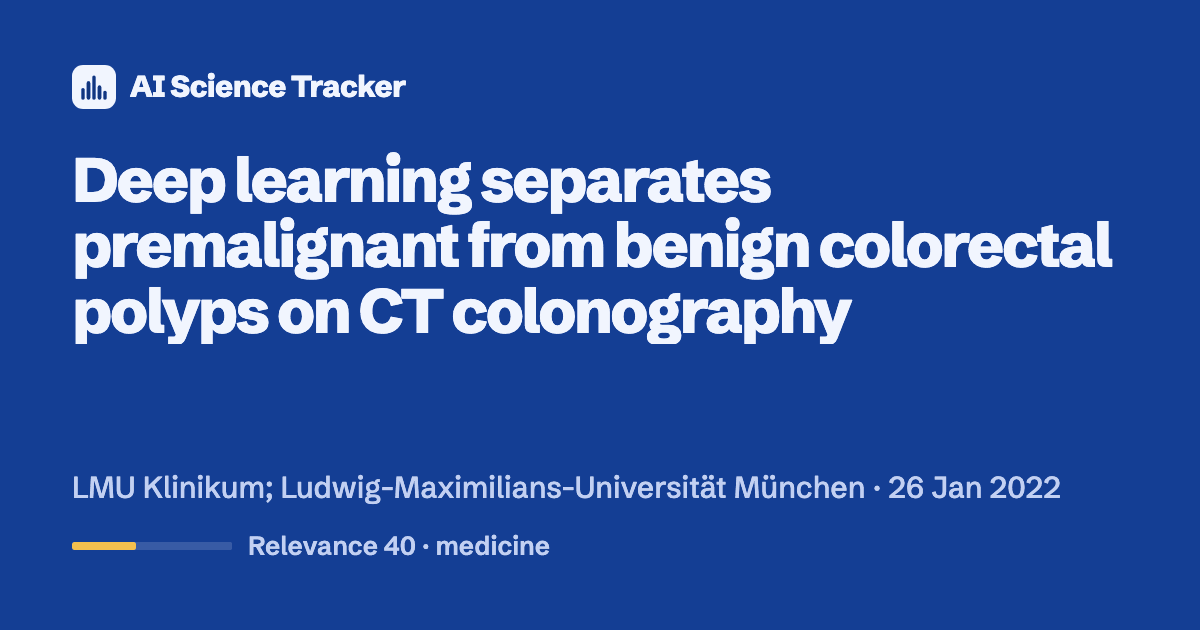 AI Science Tracker
Deep learning separates
premalignant from benign colorectal
polyps on CT colonography
LMU Klinikum; Ludwig-Maximilians-Universität München · 26 Jan 2022
Relevance 40 · medicine